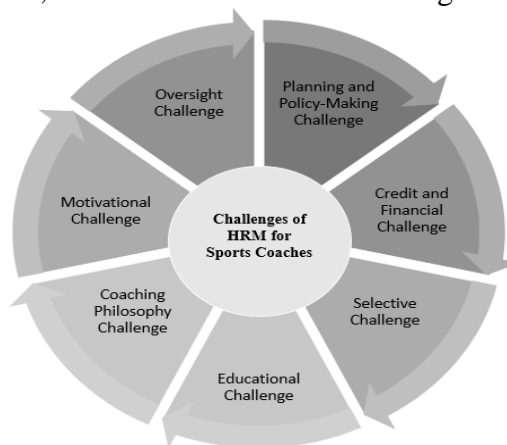 Challenges of
HRM for
Sports Coaches
Planning and
Policy-Making
Challenge
Credit and
Financial
Challenge
Selective
Challenge
Educational
Challenge
Coaching
Philosophy
Challenge
Motivational
Challenge
Oversight
Challenge